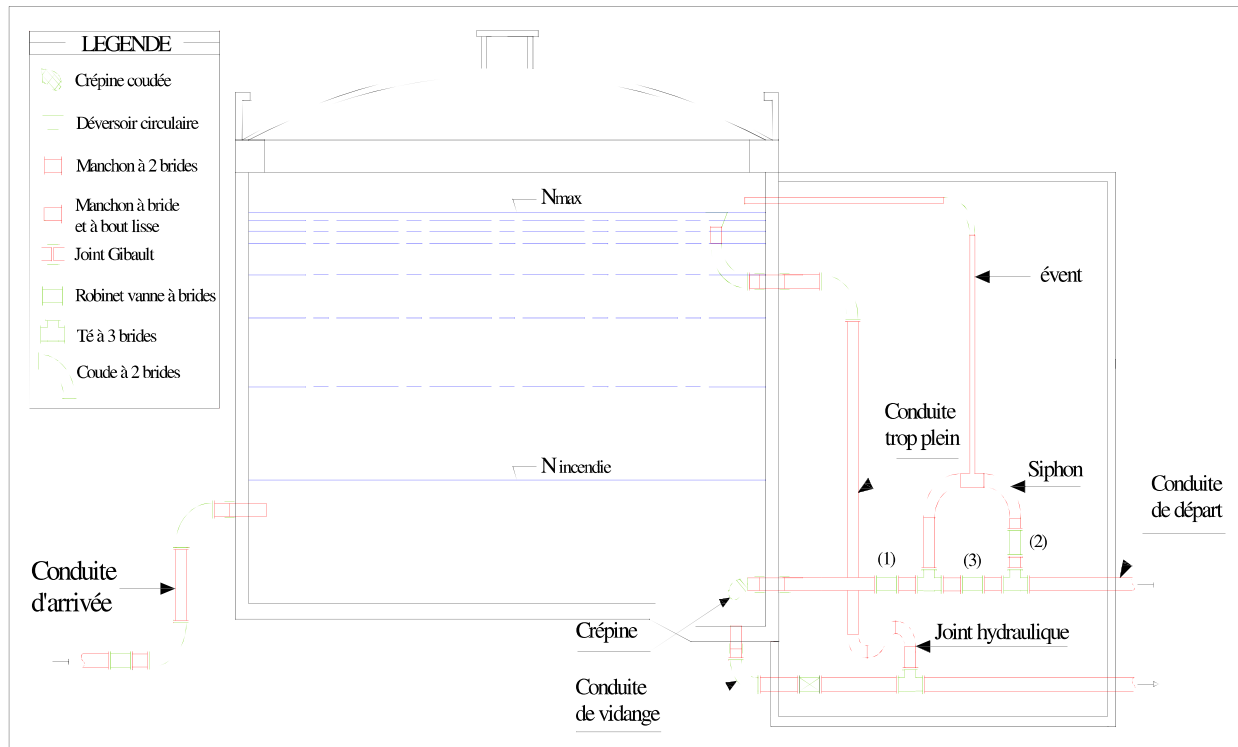 LEGENDE
Crépine coudée
Déversoir circulaire
Manchon à 2 brides
Manchon à bride
et à bout lisse
Joint Gibault
Robinet vanne à brides
Té à 3 brides
Coude à 2 brides
Nmax
évent
Conduite
trop plein
N incendie
Siphon
Conduite
de départ
(1)
(3)
(2)
Conduite
d'arrivée
Crépine
Joint hydraulique
Conduite
de vidange